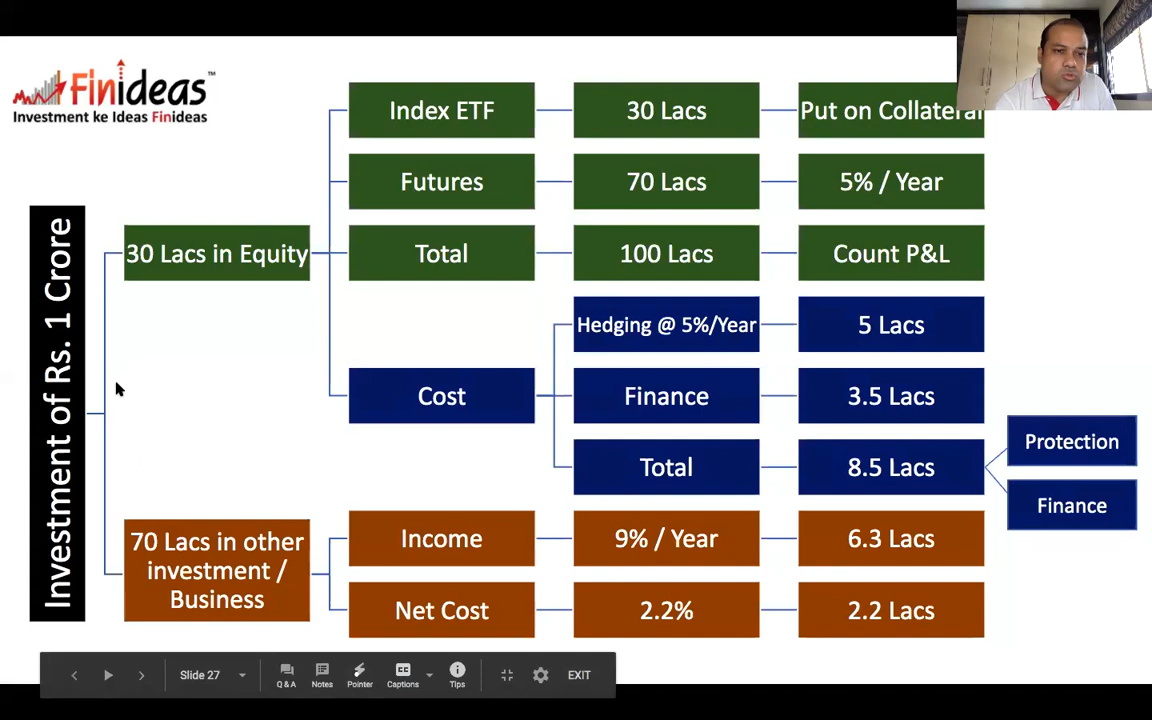 Finideas™
Investment ke Ideas Finideas
Investment of Rs. 1 Crore
30 Lacs in Equity
Index ETF
30 Lacs
Put on Collateral
Futures
70 Lacs
5% / Year
Total
100 Lacs
Count P&L
Cost
Hedging @ 5%/Year
5 Lacs
Finance
3.5 Lacs
Total
8.5 Lacs
Protection
Finance
70 Lacs in other
investment /
Business
Income
9% / Year
6.3 Lacs
Net Cost
2.2%
2.2 Lacs
Slide 27
Q & A
Notes
Pointer
CC
Captions
Tips
EXIT